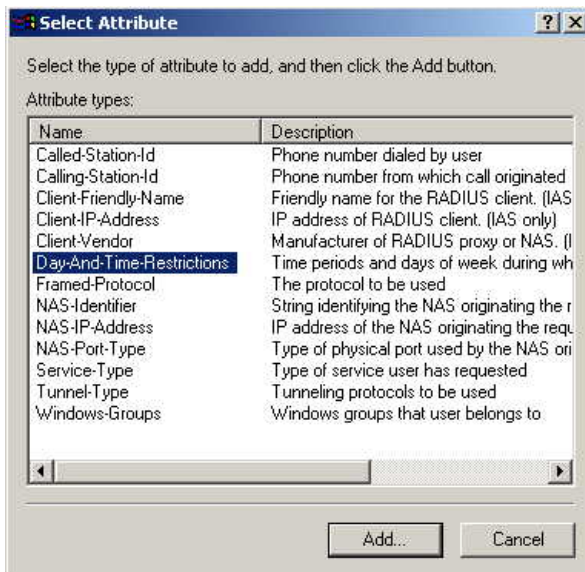 Select Attribute
Select the type of attribute to add, and then click the Add button.
Attribute types:
Name Description
Called-Station-Id Phone number dialed by user
Calling-Station-Id Phone number from which call originated
Client-Friendly-Name Friendly name for the RADIUS client. (IAS
Client-IP-Address IP address of RADIUS client. (IAS only)
Client-Vendor Manufacturer of RADIUS proxy or NAS. (I
Day-And-Time-Restrictions Time periods and days of week during wh
Framed-Protocol The protocol to be used
NAS-Identifier String identifying the NAS originating the r
NAS-IP-Address IP address of the NAS originating the requ
NAS-Port-Type Type of physical port used by the NAS ori
Service-Type Type of service user has requested
Tunnel-Type Tunneling protocols to be used
Windows-Groups Windows groups that user belongs to
Add... Cancel